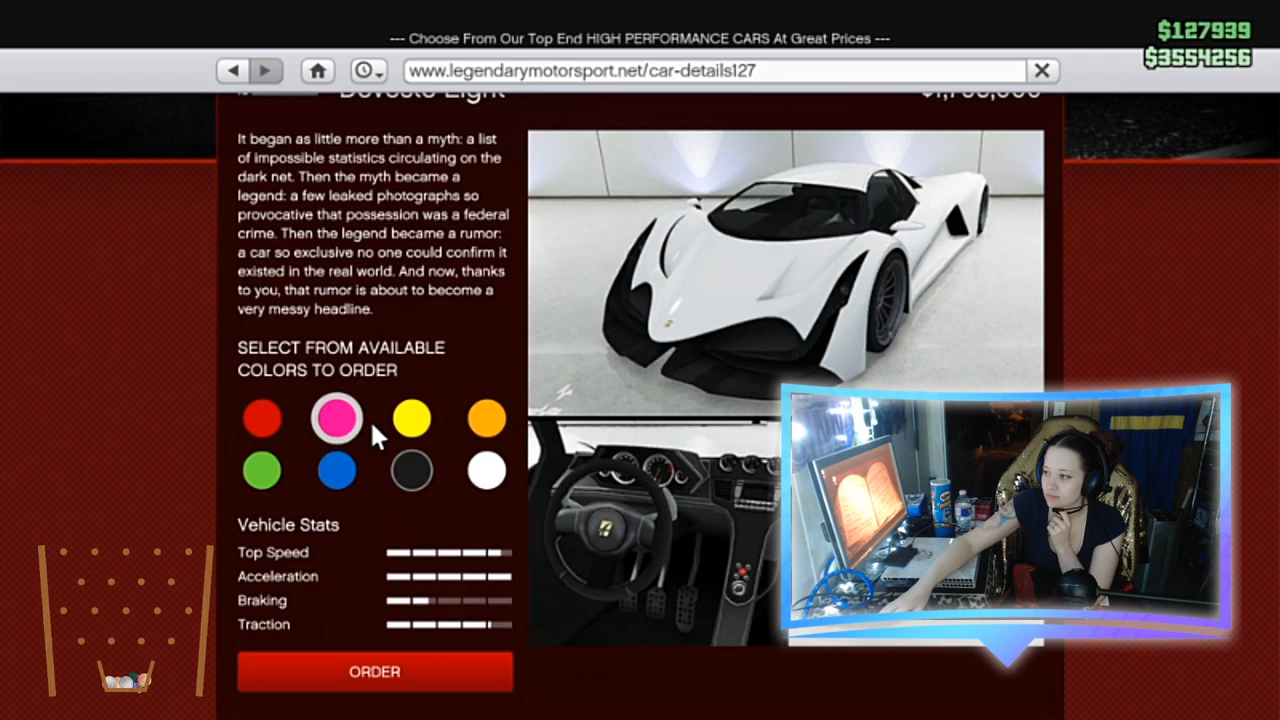 --- Choose From Our Top End HIGH PERFORMANCE CARS At Great Prices ---
$127939
$3554256
www.legendarymotorsport.net/car-details127
It began as little more than a myth: a list
of impossible statistics circulating on the
dark net. Then the myth became a
legend: a few leaked photographs so
provocative that possession was a federal
crime. Then the legend became a rumor:
a car so exclusive no one could confirm it
existed in the real world. And now, thanks
to you, that rumor is about to become a
very messy headline.
SELECT FROM AVAILABLE
COLORS TO ORDER
Vehicle Stats
Top Speed
Acceleration
Braking
Traction
ORDER